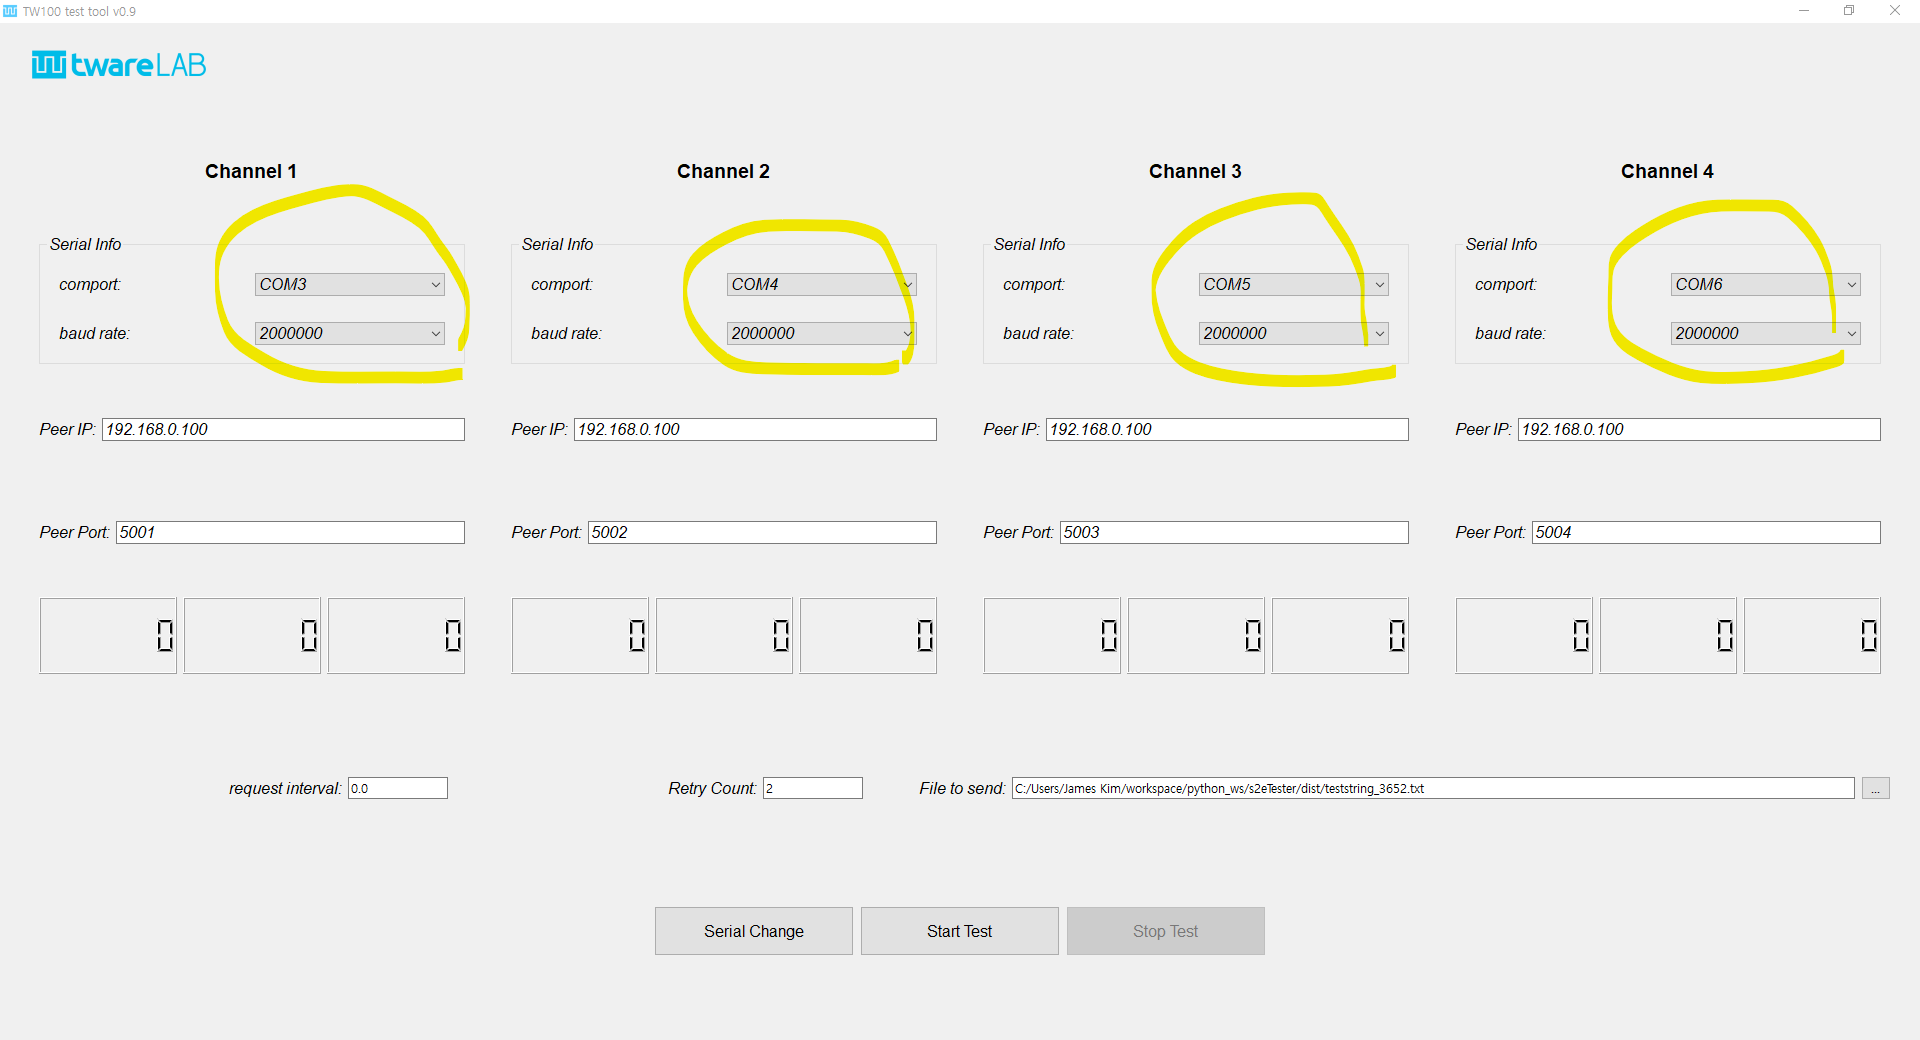 TW100 test tool v0.9
twareLAB
Channel 1 Channel 2 Channel 3 Channel 4
Serial Info Serial Info Serial Info Serial Info
comport: COM3 comport: COM4 comport: COM5 comport: COM6
baud rate: 2000000 baud rate: 2000000 baud rate: 2000000 baud rate: 2000000
Peer IP: 192.168.0.100 Peer IP: 192.168.0.100 Peer IP: 192.168.0.100 Peer IP: 192.168.0.100
Peer Port: 5001 Peer Port: 5002 Peer Port: 5003 Peer Port: 5004
0 0 0 0 0 0 0 0 0 0 0 0
request interval: 0.0 Retry Count: 2 File to send: C:/Users/James Kim/workspace/python_ws/s2eTester/dist/teststring_3652.txt ...
Serial Change Start Test Stop Test